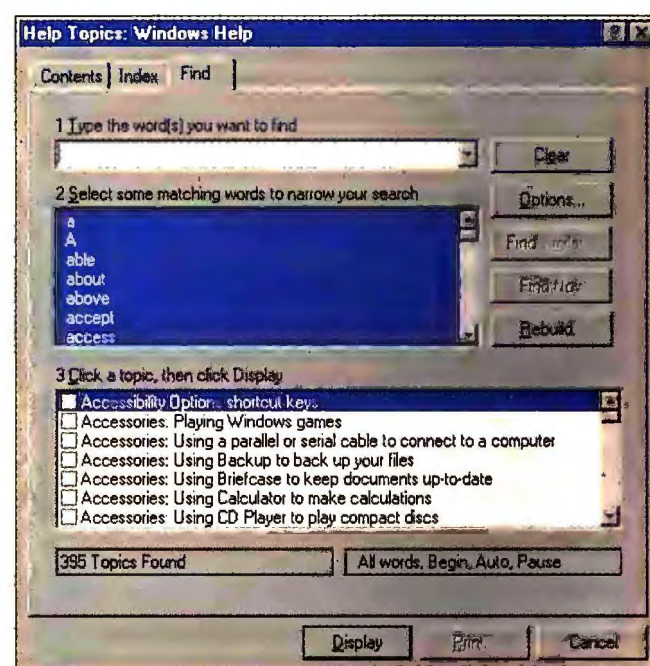 Help Topics: Windows Help
Contents Index Find
1 Type the word(s) you want to find
Clear
2 Select some matching words to narrow your search
Options...
a
A
able
about
above
accept
access
Find
Find
Rebuild
3 Click a topic, then click Display
Accessibility Options shortcut keys
Accessories: Playing Windows games
Accessories: Using a parallel or serial cable to connect to a computer
Accessories: Using Backup to back up your files
Accessories: Using Briefcase to keep documents up-to-date
Accessories: Using Calculator to make calculations
Accessories: Using CD Player to play compact discs
395 Topics Found
All words, Begin, Auto, Pause
Display Print... Cancel